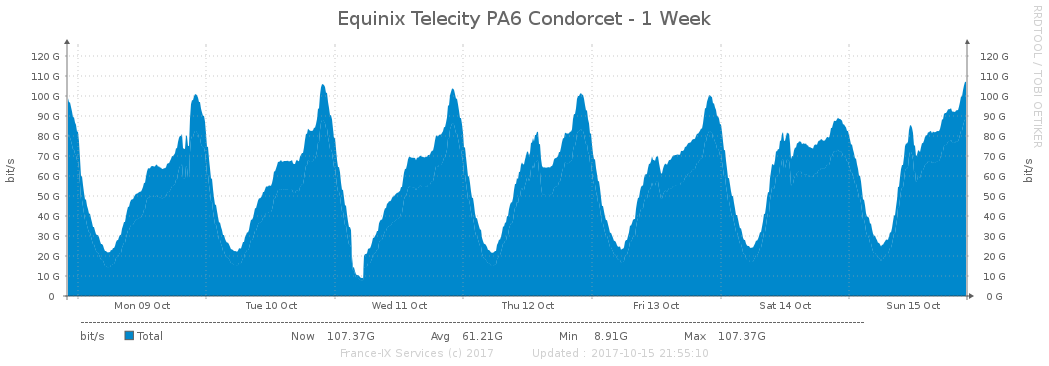 Equinix Telecity PA6 Condorcet - 1 Week
RRDTOOL / TOBI OETIKER
bit/s
120 G
110 G
100 G
90 G
80 G
70 G
60 G
50 G
40 G
30 G
20 G
10 G
0
120 G
110 G
100 G
90 G
80 G
70 G
60 G
50 G
40 G
30 G
20 G
10 G
0 G
bit/s
Mon 09 Oct Tue 10 Oct Wed 11 Oct Thu 12 Oct Fri 13 Oct Sat 14 Oct Sun 15 Oct
bit/s Total Now 107.37G Avg 61.21G Min 8.91G Max 107.37G
France-IX Services (c) 2017 Updated : 2017-10-15 21:55:10